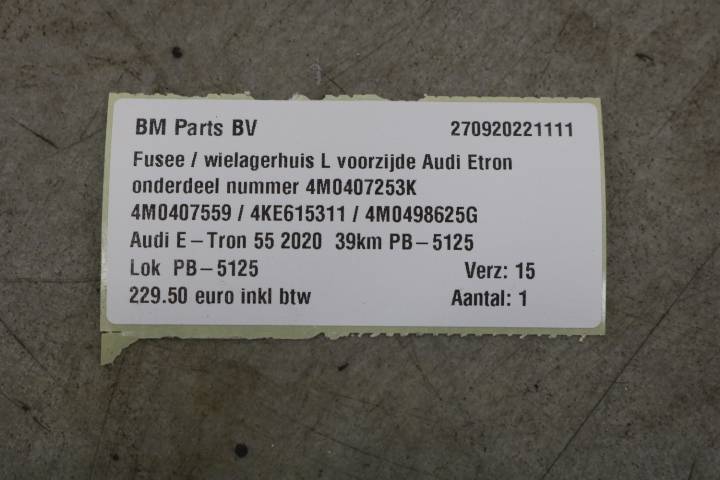 BM Parts BV 270920221111
Fusee / wielagerhuis L voorzijde Audi Etron
onderdeel nummer 4M0407253K
4M0407559 / 4KE615311 / 4M0498625G
Audi E-Tron 55 2020 39km PB-5125
Lok PB-5125 Verz: 15
229.50 euro inkl btw Aantal: 1